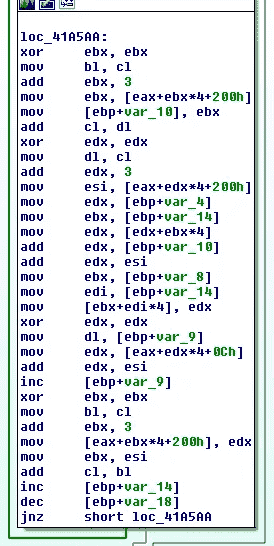 loc_41A5AA:
xor ebx, ebx
mov bl, cl
add ebx, 3
mov ebx, [eax+ebx*4+200h]
mov [ebp+var_10], ebx
add cl, dl
xor edx, edx
mov dl, cl
add edx, 3
mov esi, [eax+edx*4+200h]
mov edx, [ebp+var_4]
mov ebx, [ebp+var_14]
mov edx, [edx+ebx*4]
add edx, [ebp+var_10]
add edx, esi
mov ebx, [ebp+var_8]
mov edi, [ebp+var_14]
mov [ebx+edi*4], edx
xor edx, edx
mov dl, [ebp+var_9]
mov edx, [eax+edx*4+0Ch]
add edx, esi
inc [ebp+var_9]
xor ebx, ebx
mov bl, cl
add ebx, 3
mov [eax+ebx*4+200h], edx
mov ebx, esi
add cl, bl
inc [ebp+var_14]
dec [ebp+var_18]
jnz short loc_41A5AA